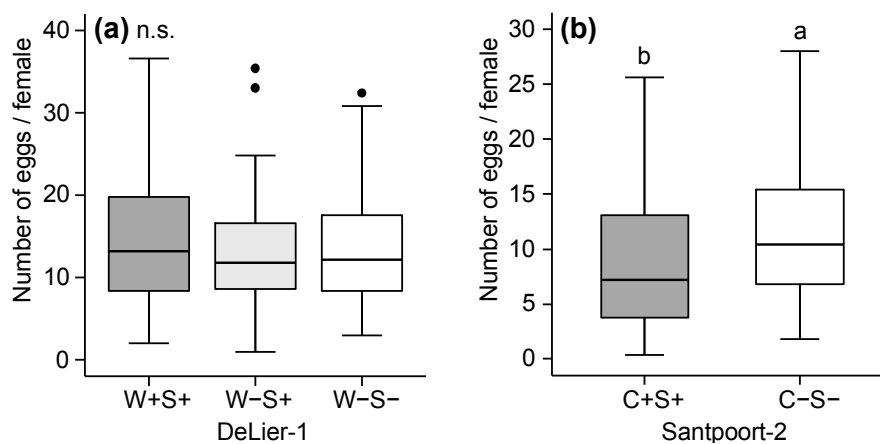 (a) n.s.
Number of eggs / female
40
30
20
10
0
W+S+ W−S+ W−S−
DeLier-1
(b)
Number of eggs / female
30
25
20
15
10
5
0
b a
C+S+ C−S−
Santpoort-2